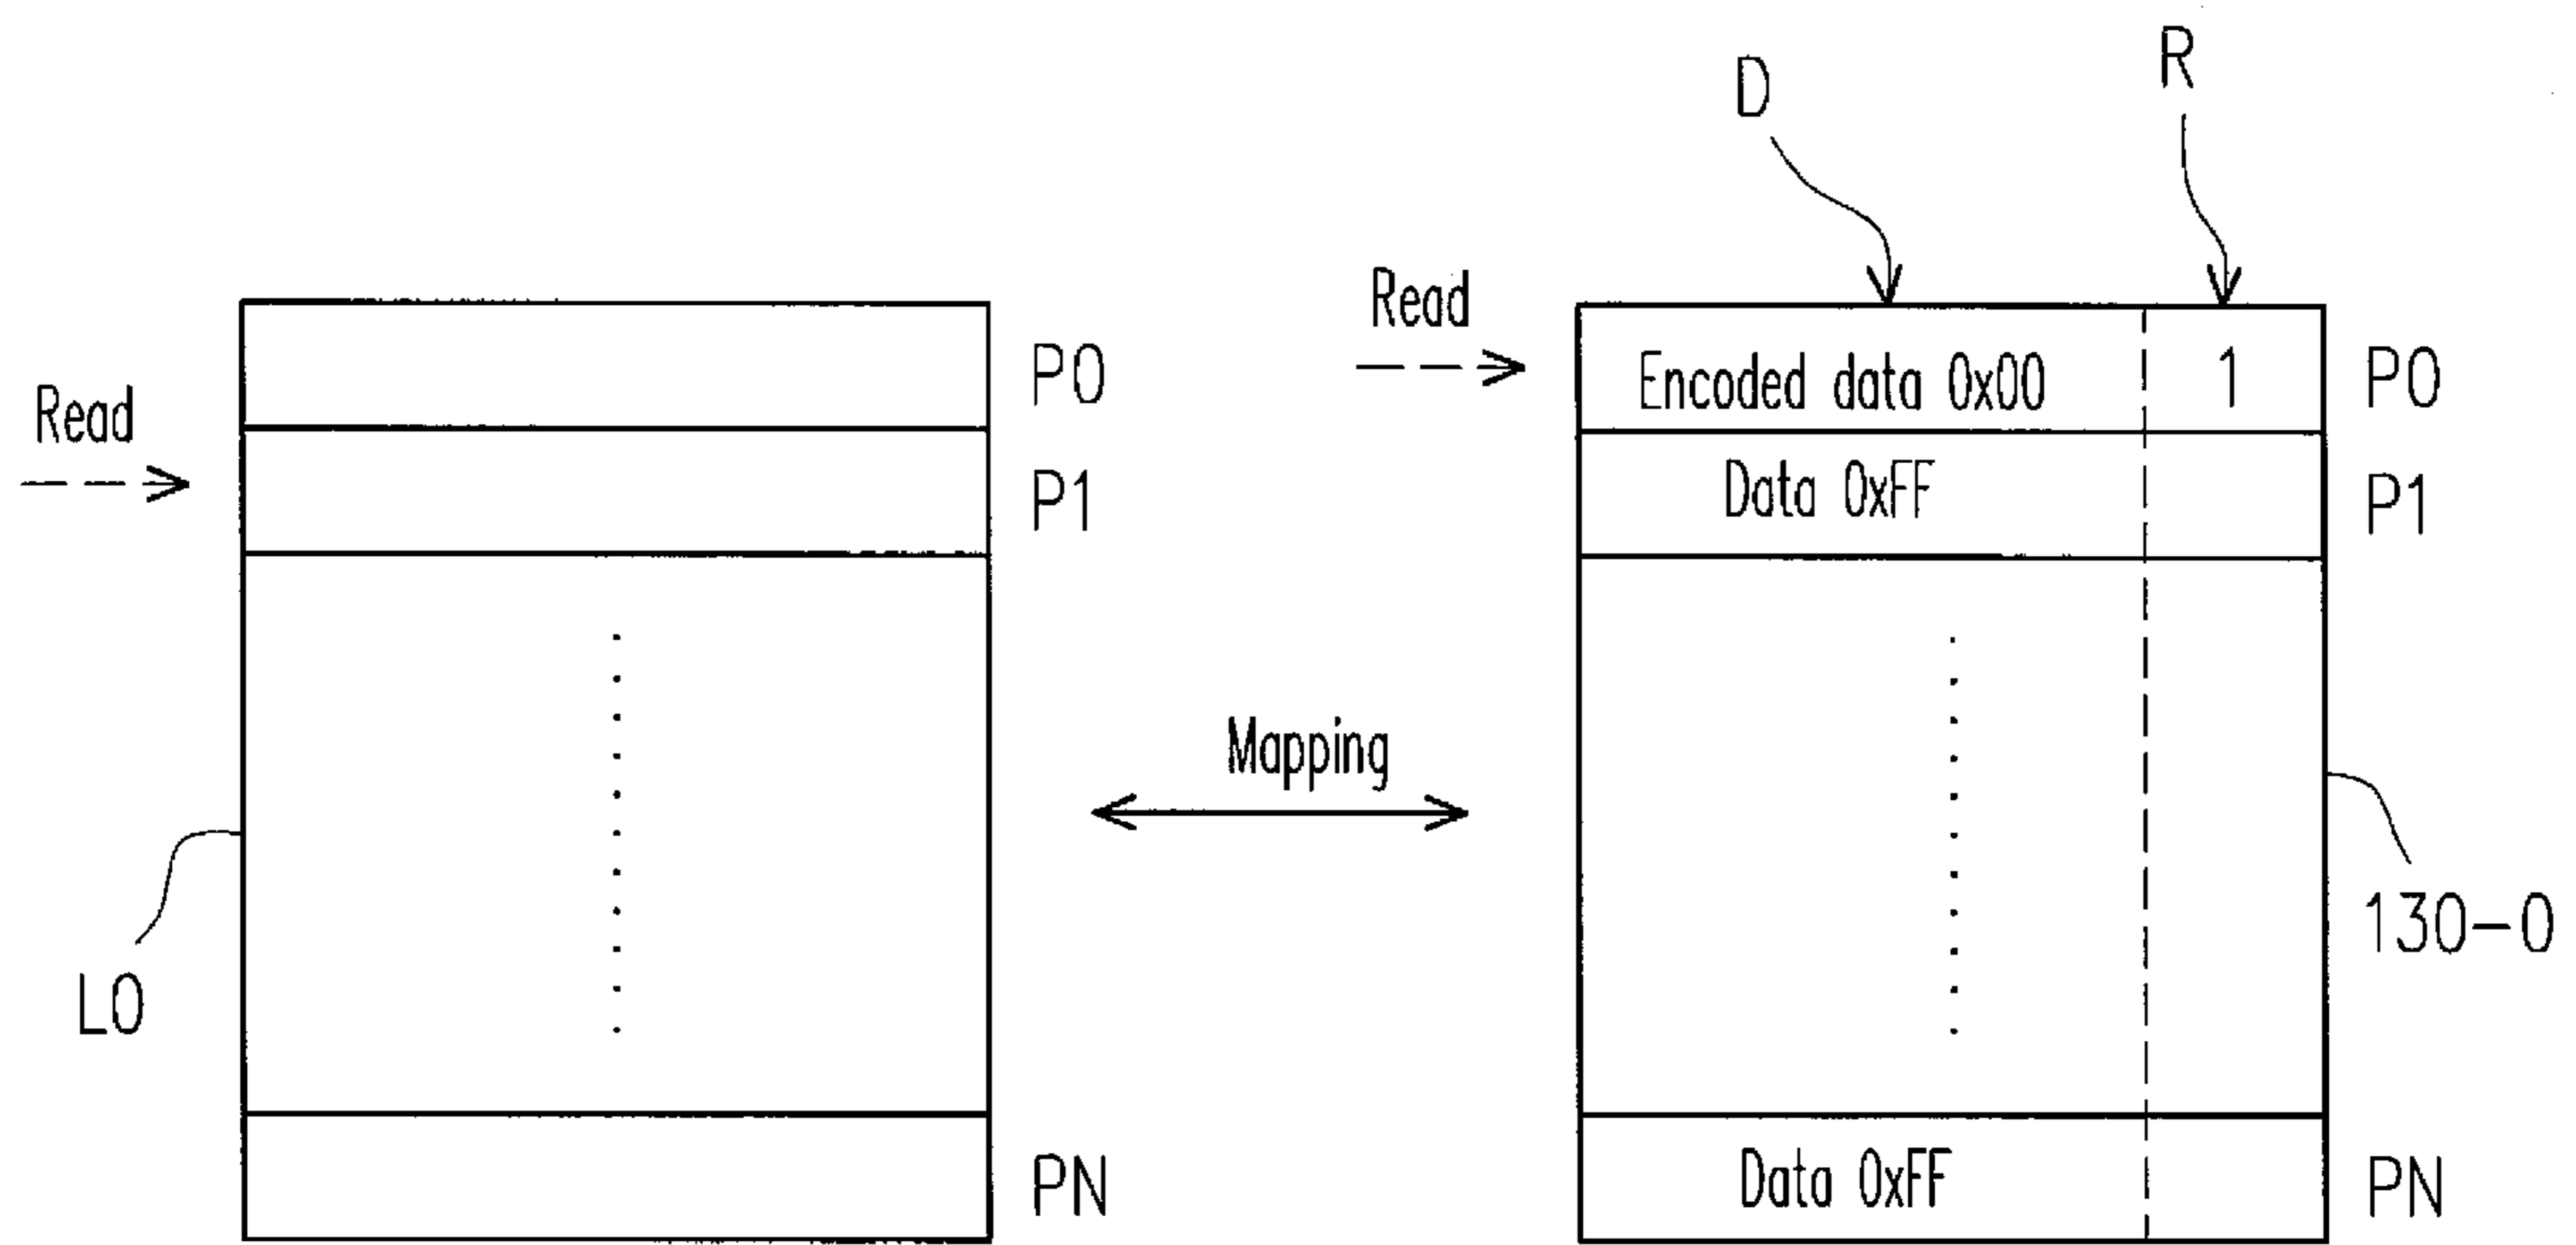 D
R
Read
Encoded data 0x00
1
P0
P0
Read
Data 0xFF
P1
P1
Mapping
L0
130-0
Data 0xFF
PN
PN